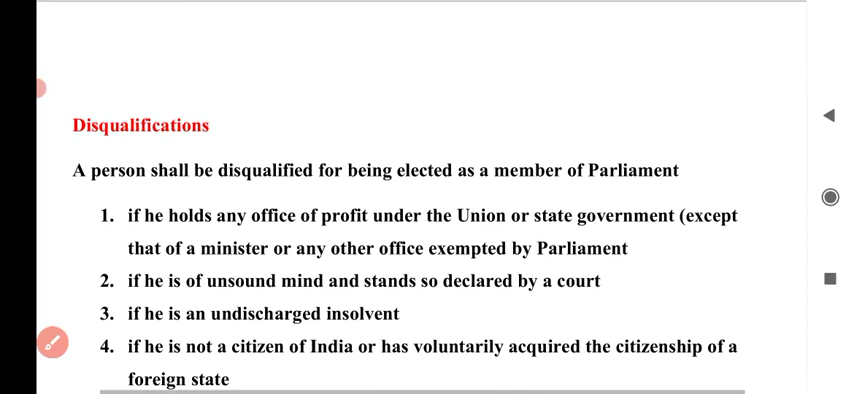 Disqualifications
A person shall be disqualified for being elected as a member of Parliament
1. if he holds any office of profit under the Union or state government (except
that of a minister or any other office exempted by Parliament
2. if he is of unsound mind and stands so declared by a court
3. if he is an undischarged insolvent
4. if he is not a citizen of India or has voluntarily acquired the citizenship of a
foreign state